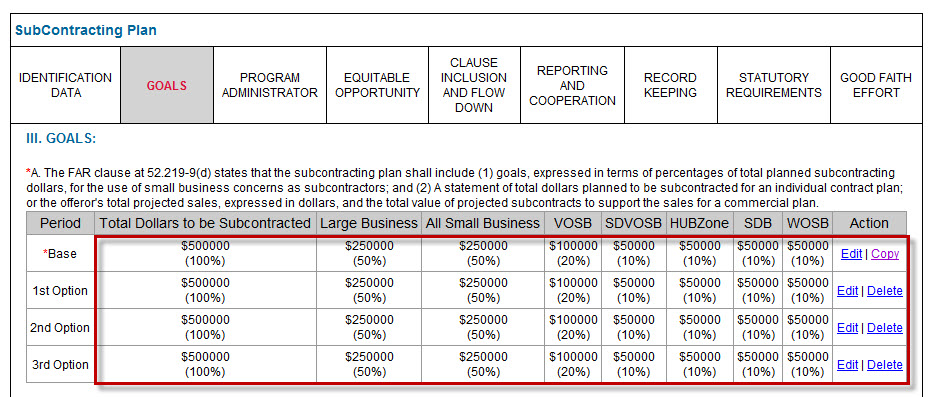 SubContracting Plan
IDENTIFICATION DATA GOALS PROGRAM ADMINISTRATOR EQUITABLE OPPORTUNITY CLAUSE INCLUSION AND FLOW DOWN REPORTING AND COOPERATION RECORD KEEPING STATUTORY REQUIREMENTS GOOD FAITH EFFORT
III. GOALS:
*A. The FAR clause at 52.219-9(d) states that the subcontracting plan shall include (1) goals, expressed in terms of percentages of total planned subcontracting
dollars, for the use of small business concerns as subcontractors; and (2) A statement of total dollars planned to be subcontracted for an individual contract plan;
or the offeror's total projected sales, expressed in dollars, and the total value of projected subcontracts to support the sales for a commercial plan.
Period Total Dollars to be Subcontracted Large Business All Small Business VOSB SDVOSB HUBZone SDB WOSB Action
*Base $500000 (100%) $250000 (50%) $250000 (50%) $100000 (20%) $50000 (10%) $50000 (10%) $50000 (10%) $50000 (10%) Edit | Copy
1st Option $500000 (100%) $250000 (50%) $250000 (50%) $100000 (20%) $50000 (10%) $50000 (10%) $50000 (10%) $50000 (10%) Edit | Delete
2nd Option $500000 (100%) $250000 (50%) $250000 (50%) $100000 (20%) $50000 (10%) $50000 (10%) $50000 (10%) $50000 (10%) Edit | Delete
3rd Option $500000 (100%) $250000 (50%) $250000 (50%) $100000 (20%) $50000 (10%) $50000 (10%) $50000 (10%) $50000 (10%) Edit | Delete